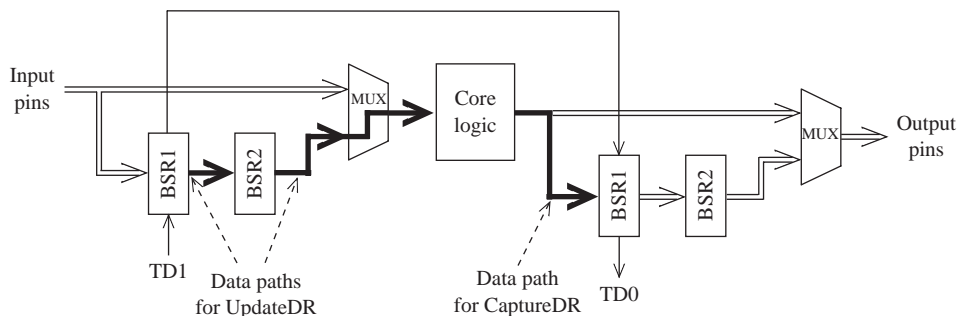 Input
pins
MUX
Core
logic
MUX
Output
pins
BSR1
BSR2
BSR1
BSR2
TD1
Data paths
for UpdateDR
Data path
for CaptureDR
TD0